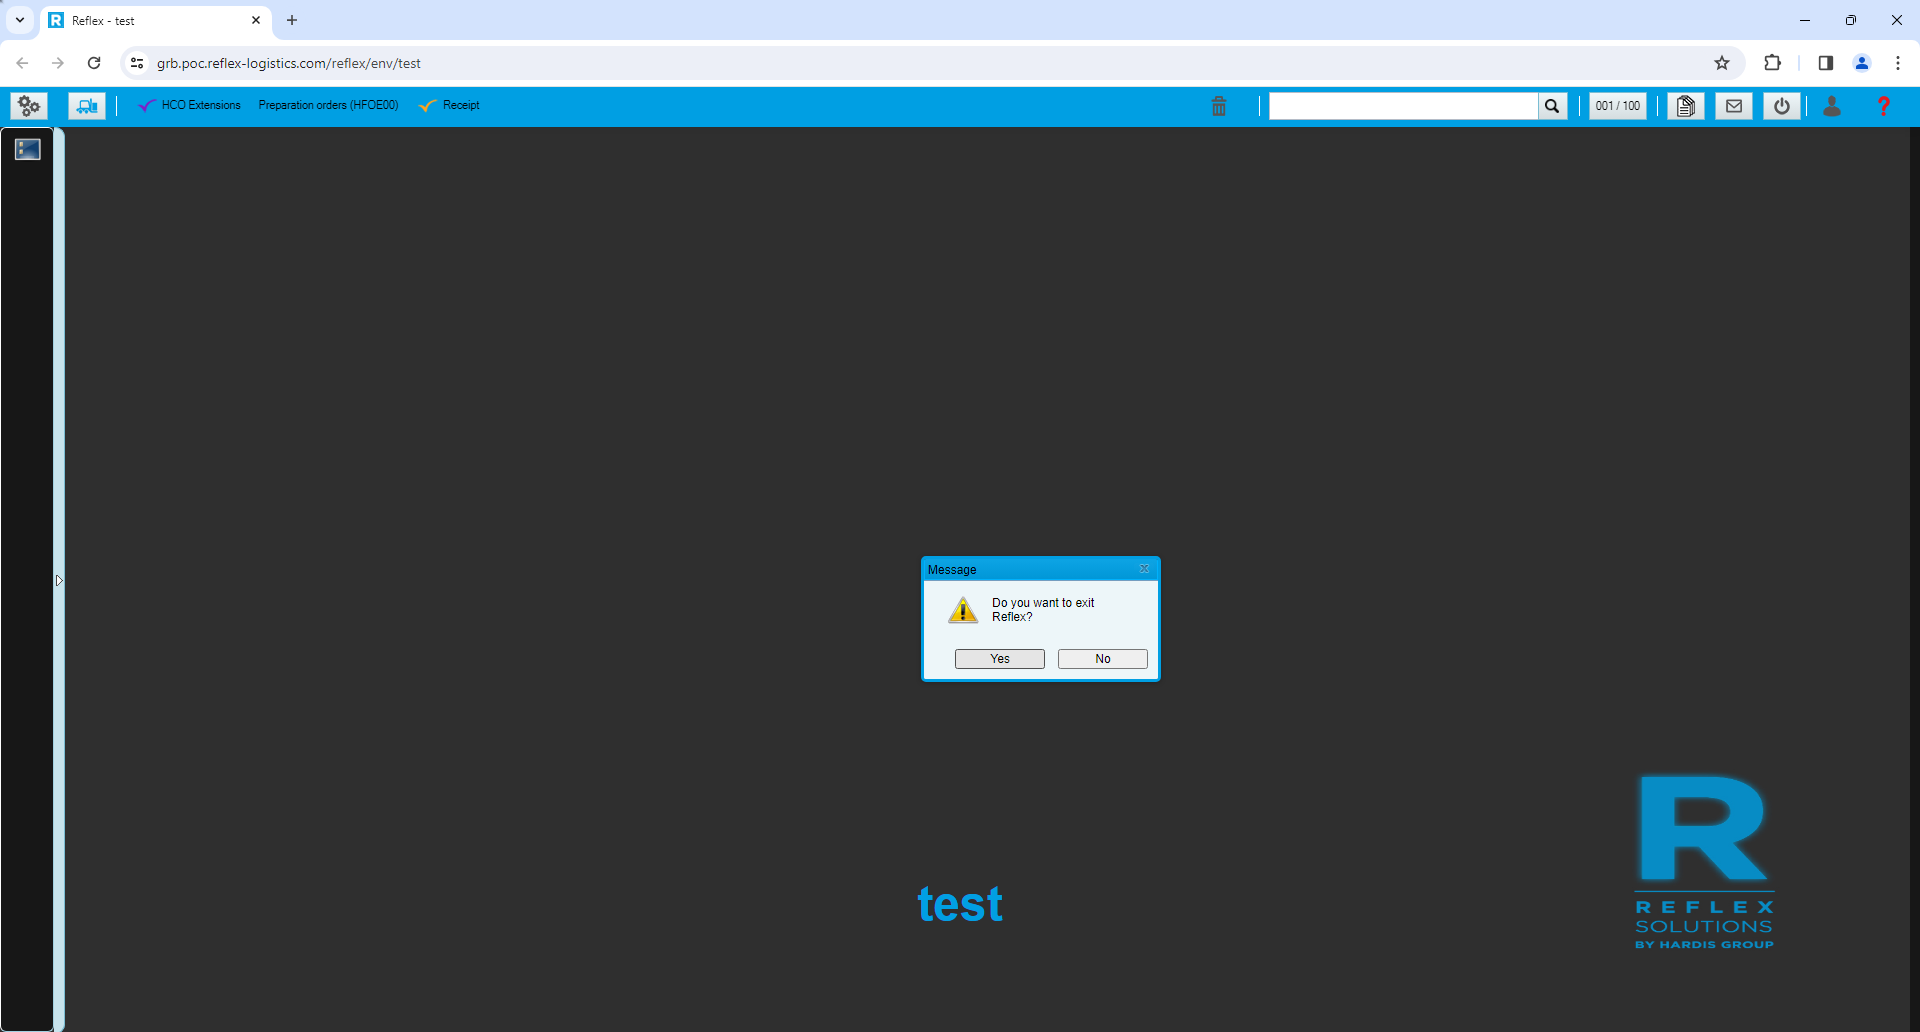 Reflex - test
grb.poc.reflex-logistics.com/reflex/env/test
HCO Extensions Preparation orders (HFOE00) Receipt 001 / 100 ?
Message
Do you want to exit
Reflex?
Yes No
test
R
REFLEX
SOLUTIONS
BY HARDIS GROUP